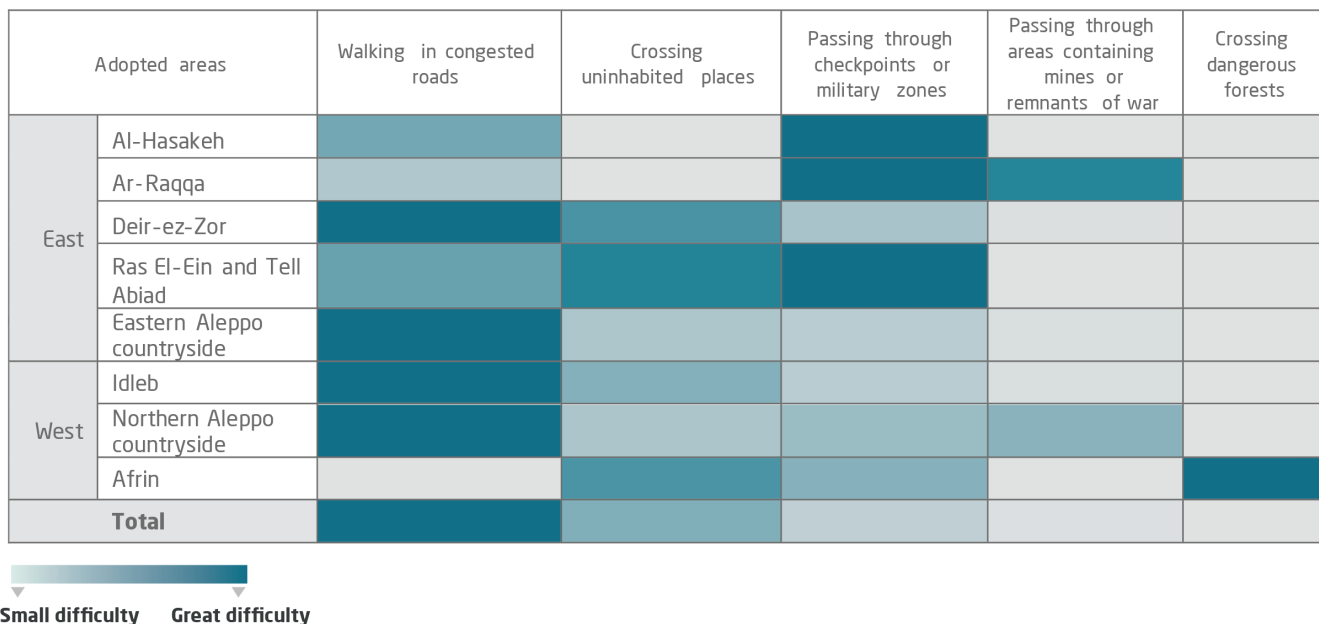 Adopted areas
Walking in congested
roads
Crossing
uninhabited places
Passing through
checkpoints or
military zones
Passing through
areas containing
mines or
remnants of war
Crossing
dangerous
forests
East
Al-Hasakeh
Ar-Raqqa
Deir-ez-Zor
Ras El-Ein and Tell
Abiad
Eastern Aleppo
countryside
West
Idleb
Northern Aleppo
countryside
Afrin
Total
Small difficulty
Great difficulty